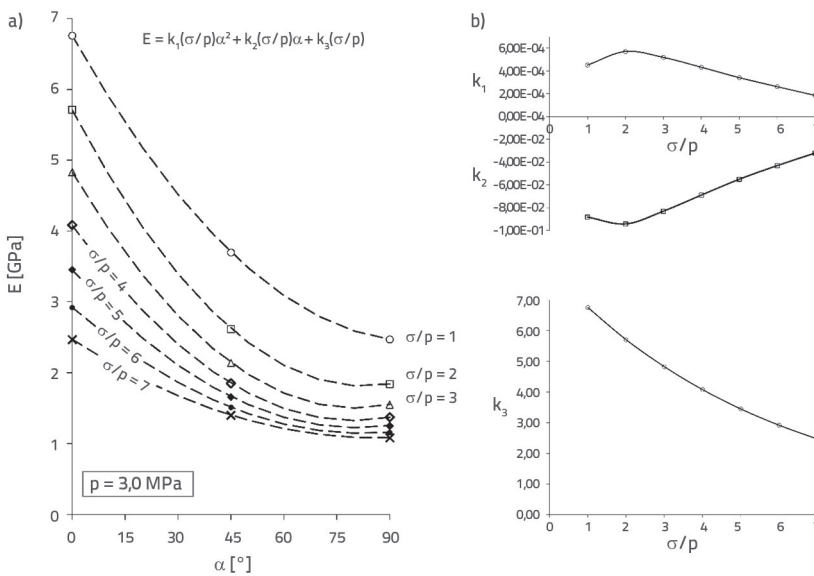 a)
E = k₁(σ/p)α² + k₂(σ/p)α + k₃(σ/p)
7
6
5
4
3
2
1
0
E [GPa]
σ/p = 4
σ/p = 5
σ/p = 6
σ/p = 7
σ/p = 1
σ/p = 2
σ/p = 3
p = 3,0 MPa
0 15 30 45 60 75 90
α [°]
b)
6,00E-04
4,00E-04
2,00E-04
0,00E-04
k₁
0 1 2 3 4 5 6 7
σ/p
-2,00E-02
-4,00E-02
-6,00E-02
-8,00E-02
-1,00E-01
k₂
7,00
6,00
5,00
4,00
3,00
2,00
1,00
0,00
k₃
0 1 2 3 4 5 6 7
σ/p